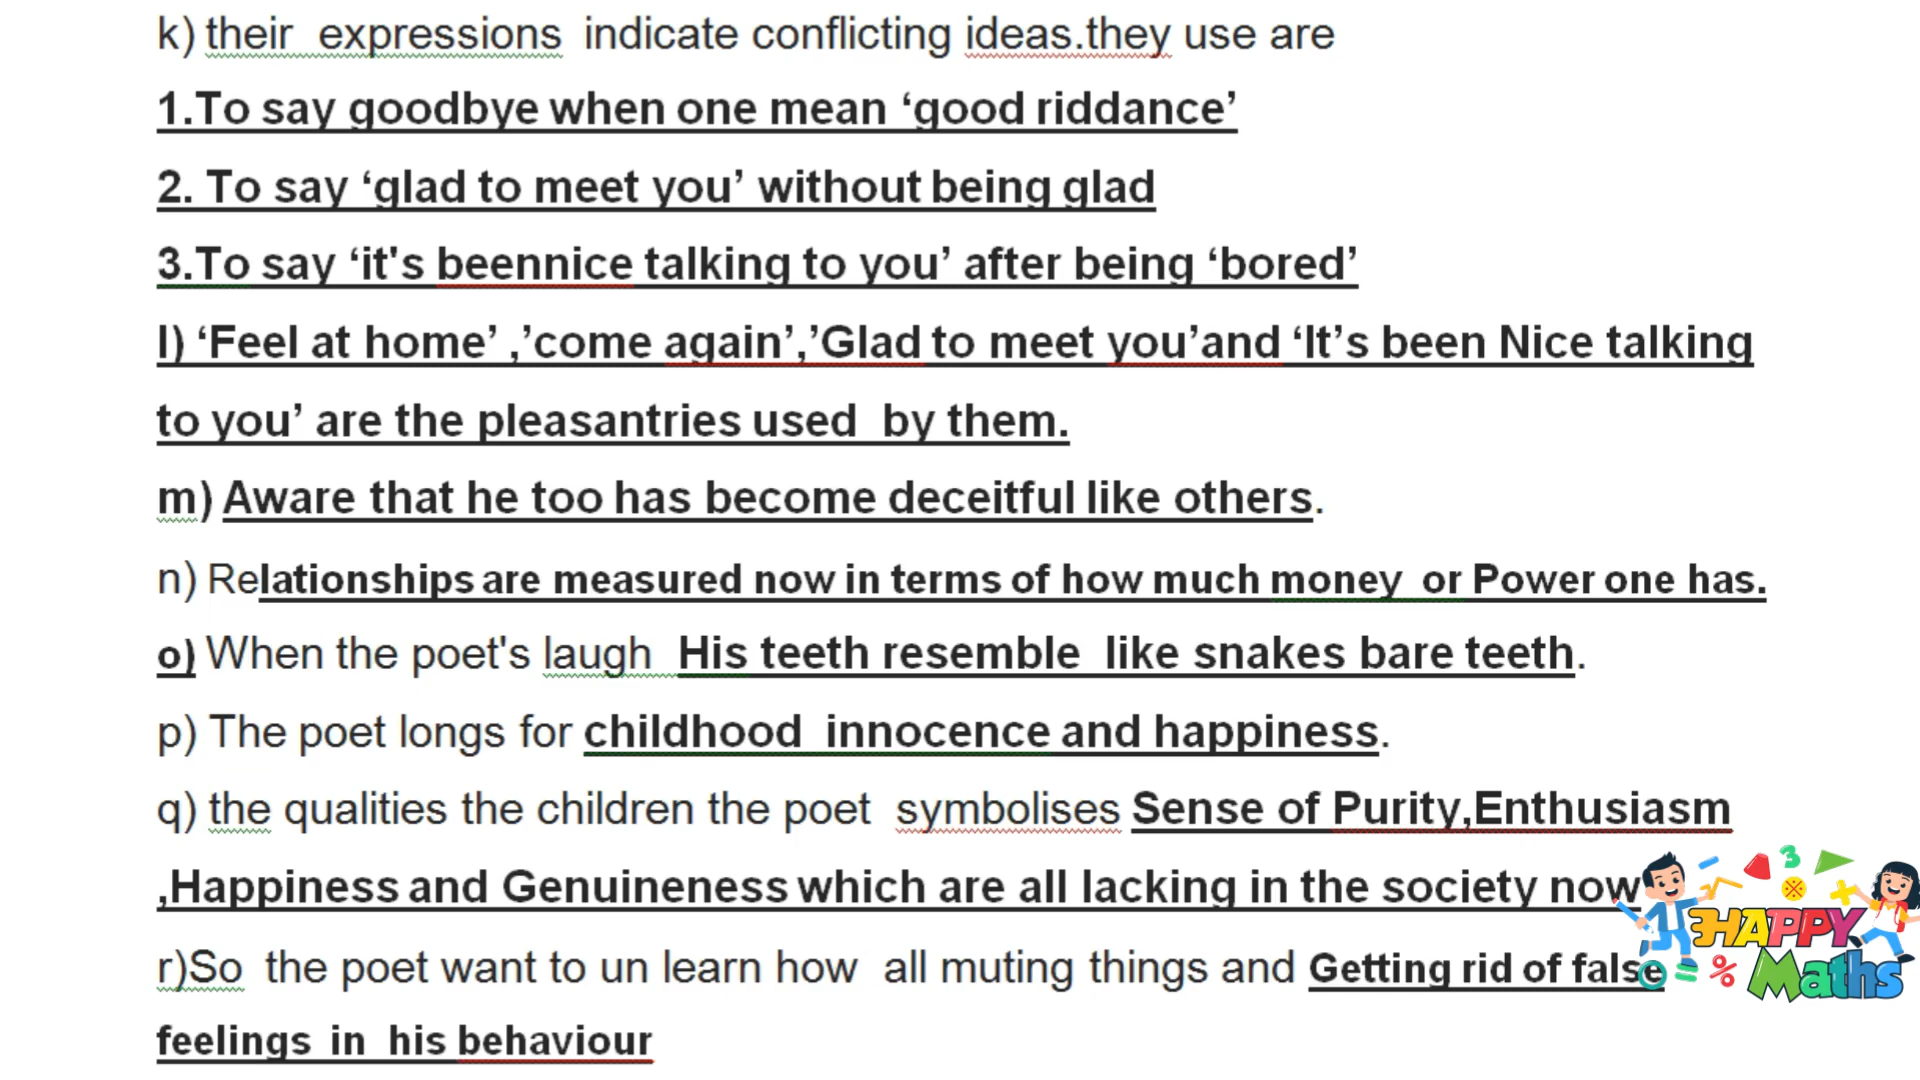 k) their expressions indicate conflicting ideas.they use are
1.To say goodbye when one mean ‘good riddance’
2. To say ‘glad to meet you’ without being glad
3.To say ‘it's beennice talking to you’ after being ‘bored’
l) ‘Feel at home’ ,’come again’,’Glad to meet you’and ‘It’s been Nice talking
to you’ are the pleasantries used by them.
m) Aware that he too has become deceitful like others.
n) Relationships are measured now in terms of how much money or Power one has.
o) When the poet's laugh His teeth resemble like snakes bare teeth.
p) The poet longs for childhood innocence and happiness.
q) the qualities the children the poet symbolises Sense of Purity,Enthusiasm
,Happiness and Genuineness which are all lacking in the society now
r)So the poet want to un learn how all muting things and Getting rid of false
feelings in his behaviour
3
HAPPY
% Maths